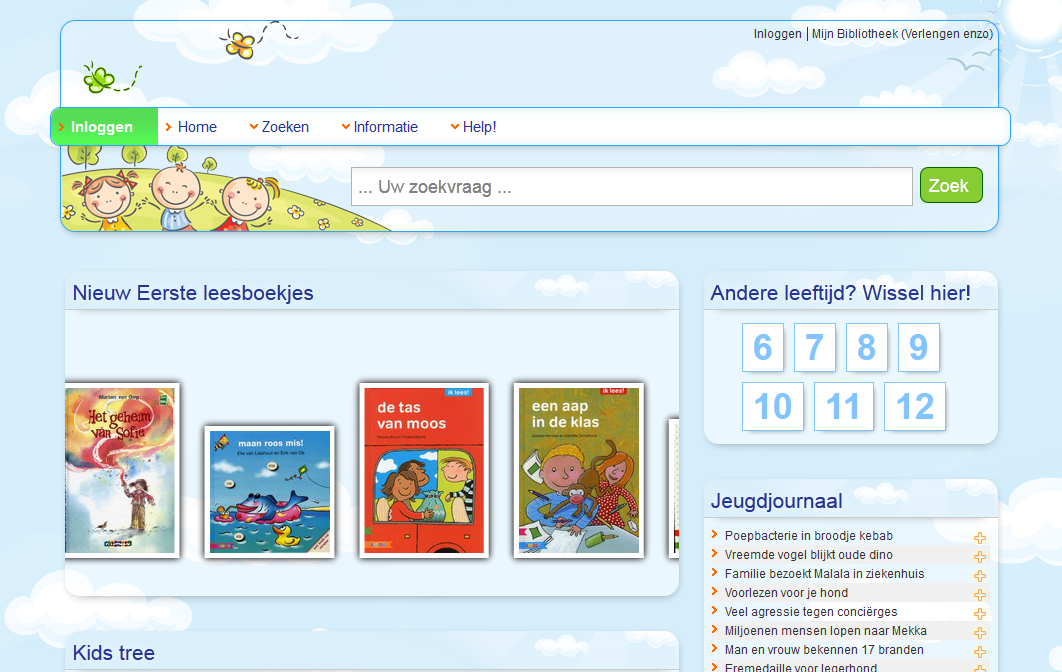 Inloggen | Mijn Bibliotheek (Verlengen enzo)
Inloggen Home Zoeken Informatie Help!
... Uw zoekvraag ...
Zoek
Nieuw Eerste leesboekjes
Marian van Gog
Het geheim
van Sofie
maan roos mis!
Elle van Lieshout en Erik van Os
ik lees!
de tas
van moos
ik lees!
een aap
in de klas
Andere leeftijd? Wissel hier!
6 7 8 9
10 11 12
Jeugdjournaal
Poepbacterie in broodje kebab
Vreemde vogel blijkt oude dino
Familie bezoekt Malala in ziekenhuis
Voorlezen voor je hond
Veel agressie tegen conciërges
Miljoenen mensen lopen naar Mekka
Man en vrouw bekennen 17 branden
Eremedaille voor legerhond
Kids tree